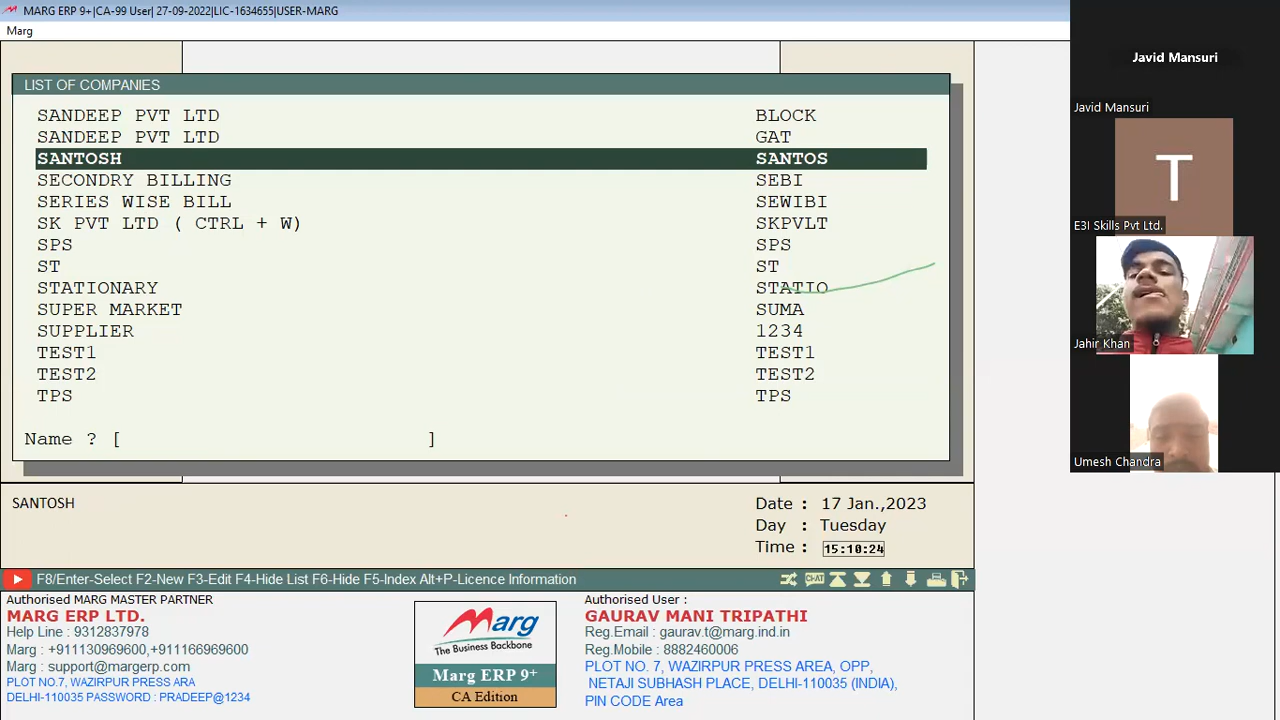 MARG ERP 9+|CA-99 User| 27-09-2022|LIC-1634655|USER-MARG
Marg
LIST OF COMPANIES
SANDEEP PVT LTD BLOCK
SANDEEP PVT LTD GAT
SANTOSH SANTOS
SECONDRY BILLING SEBI
SERIES WISE BILL SEWIBI
SK PVT LTD ( CTRL + W) SKPVLT
SPS SPS
ST ST
STATIONARY STATIO
SUPER MARKET SUMA
SUPPLIER 1234
TEST1 TEST1
TEST2 TEST2
TPS TPS
Name ? [ ]
SANTOSH
Date : 17 Jan.,2023
Day : Tuesday
Time : 15:10:24
F8/Enter-Select F2-New F3-Edit F4-Hide List F6-Hide F5-Index Alt+P-Licence Information
CHAT
Authorised MARG MASTER PARTNER
MARG ERP LTD.
Help Line : 9312837978
Marg : +911130969600,+911166969600
Marg : support@margerp.com
PLOT NO. 7, WAZIRPUR PRESS ARA
DELHI-110035 PASSWORD : PRADEEP@1234
Marg
The Business Backbone
Marg ERP 9+
CA Edition
Authorised User :
GAURAV MANI TRIPATHI
Reg.Email : gaurav.t@marg.ind.in
Reg.Mobile : 8882460006
PLOT NO. 7, WAZIRPUR PRESS AREA, OPP,
NETAJI SUBHASH PLACE, DELHI-110035 (INDIA),
PIN CODE Area
Javid Mansuri
Javid Mansuri
T
E3I Skills Pvt Ltd.
Jahir Khan
Umesh Chandra